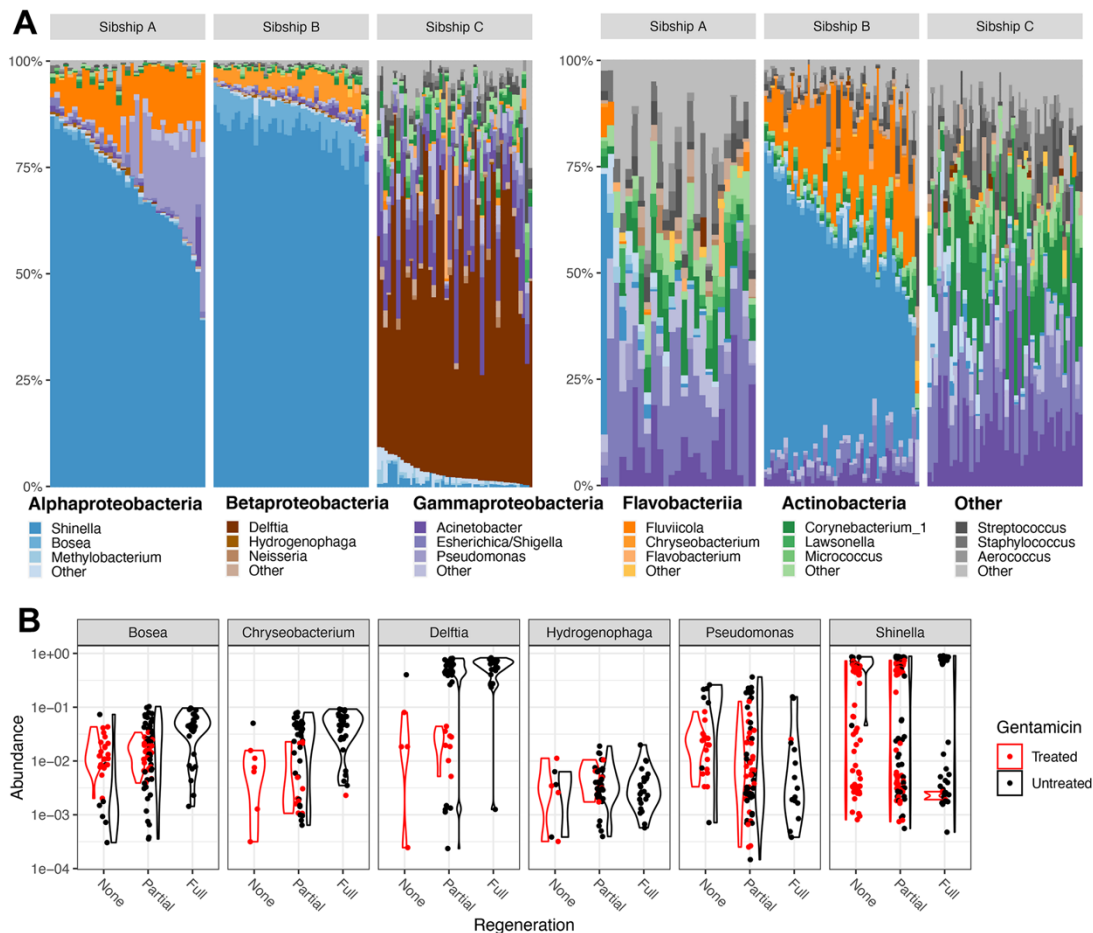 A
Sibship A Sibship B Sibship C Sibship A Sibship B Sibship C
100% 100%
75% 75%
50% 50%
25% 25%
0% 0%
Alphaproteobacteria Betaproteobacteria Gammaproteobacteria Flavobacteriia Actinobacteria Other
Shinella Delftia Acinetobacter Fluviicola Corynebacterium_1 Streptococcus
Bosea Hydrogenophaga Esherichica/Shigella Chryseobacterium Lawsonella Staphylococcus
Methylobacterium Neisseria Pseudomonas Flavobacterium Micrococcus Aerococcus
Other Other Other Other Other Other
B
Bosea Chryseobacterium Delftia Hydrogenophaga Pseudomonas Shinella
1e+00
1e−01
1e−02
1e−03
1e−04
Abundance
None Partial Full None Partial Full None Partial Full None Partial Full None Partial Full None Partial Full
Regeneration
Gentamicin
Treated
Untreated